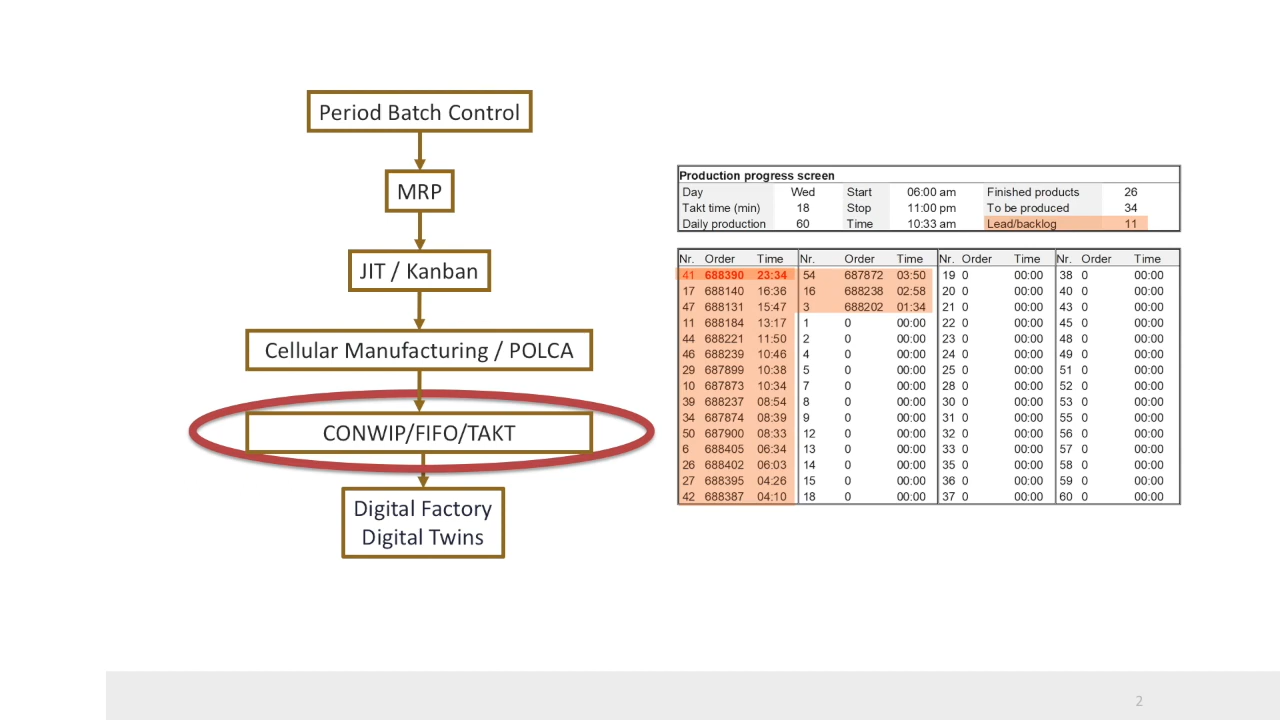 Period Batch Control
MRP
JIT / Kanban
Cellular Manufacturing / POLCA
CONWIP/FIFO/TAKT
Digital Factory
Digital Twins
Production progress screen
Day Wed Start 06:00 am Finished products 26
Takt time (min) 18 Stop 11:00 pm To be produced 34
Daily production 60 Time 10:33 am Lead/backlog 11
Nr. Order Time Nr. Order Time Nr. Order Time Nr. Order Time
41 688390 23:34 54 687872 03:50 19 0 00:00 38 0 00:00
17 688140 16:36 16 688238 02:58 20 0 00:00 40 0 00:00
47 688131 15:47 3 688202 01:34 21 0 00:00 43 0 00:00
11 688184 13:17 1 0 00:00 22 0 00:00 45 0 00:00
44 688221 11:50 2 0 00:00 23 0 00:00 48 0 00:00
46 688239 10:46 4 0 00:00 24 0 00:00 49 0 00:00
29 687899 10:38 5 0 00:00 25 0 00:00 51 0 00:00
10 687873 10:34 7 0 00:00 28 0 00:00 52 0 00:00
39 688237 08:54 8 0 00:00 30 0 00:00 53 0 00:00
34 687874 08:39 9 0 00:00 31 0 00:00 55 0 00:00
50 687900 08:33 12 0 00:00 32 0 00:00 56 0 00:00
6 688405 06:34 13 0 00:00 33 0 00:00 57 0 00:00
26 688402 06:03 14 0 00:00 35 0 00:00 58 0 00:00
27 688395 04:26 15 0 00:00 36 0 00:00 59 0 00:00
42 688387 04:10 18 0 00:00 37 0 00:00 60 0 00:00
2